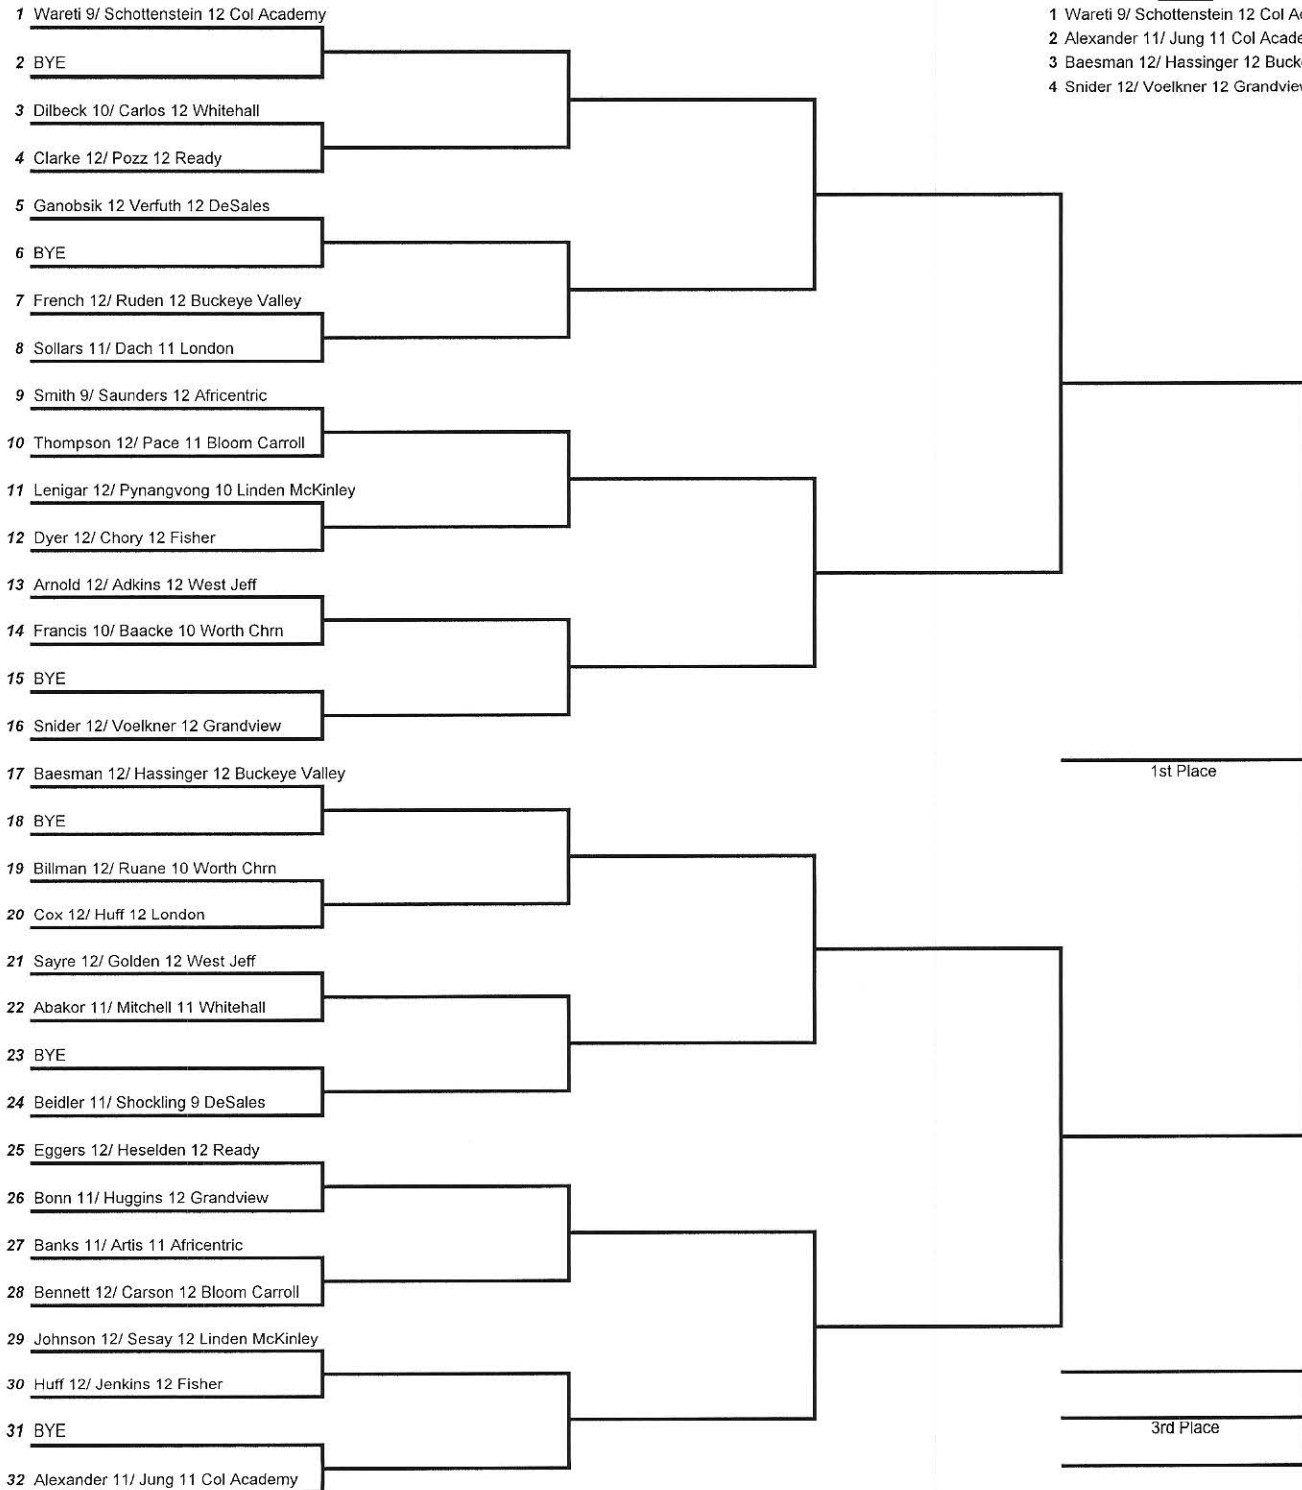 1 Wareti 9/ Schottenstein 12 Col Academy
2 BYE
3 Dilbeck 10/ Carlos 12 Whitehall
4 Clarke 12/ Pozz 12 Ready
5 Ganobsik 12 Verfuth 12 DeSales
6 BYE
7 French 12/ Ruden 12 Buckeye Valley
8 Sollars 11/ Dach 11 London
9 Smith 9/ Saunders 12 Africentric
10 Thompson 12/ Pace 11 Bloom Carroll
11 Lenigar 12/ Pynangvong 10 Linden McKinley
12 Dyer 12/ Chory 12 Fisher
13 Arnold 12/ Adkins 12 West Jeff
14 Francis 10/ Baacke 10 Worth Chrn
15 BYE
16 Snider 12/ Voelkner 12 Grandview
17 Baesman 12/ Hassinger 12 Buckeye Valley
18 BYE
19 Billman 12/ Ruane 10 Worth Chrn
20 Cox 12/ Huff 12 London
21 Sayre 12/ Golden 12 West Jeff
22 Abakor 11/ Mitchell 11 Whitehall
23 BYE
24 Beidler 11/ Shockling 9 DeSales
25 Eggers 12/ Heselden 12 Ready
26 Bonn 11/ Huggins 12 Grandview
27 Banks 11/ Artis 11 Africentric
28 Bennett 12/ Carson 12 Bloom Carroll
29 Johnson 12/ Sesay 12 Linden McKinley
30 Huff 12/ Jenkins 12 Fisher
31 BYE
32 Alexander 11/ Jung 11 Col Academy
1 Wareti 9/ Schottenstein 12 Col
2 Alexander 11/ Jung 11 Col
3 Baesman 12/ Hassinger 12
4 Snider 12/ Voelkner 12
1st Place
3rd Place